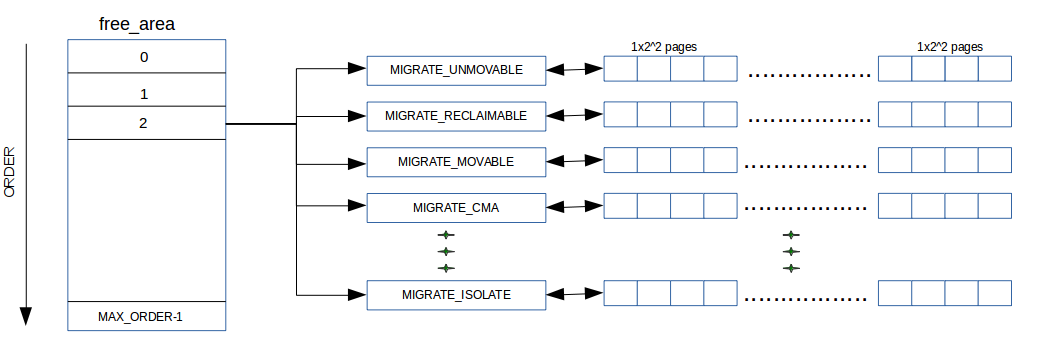 free_area
ORDER
0
1
2
MAX_ORDER-1
1x2^2 pages
1x2^2 pages
MIGRATE_UNMOVABLE
MIGRATE_RECLAIMABLE
MIGRATE_MOVABLE
MIGRATE_CMA
MIGRATE_ISOLATE